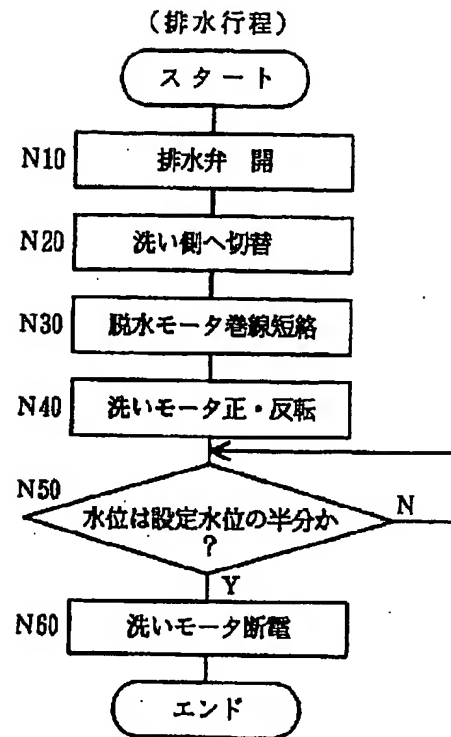 (排水行程)
スタート
N10
排水弁 開
N20
洗い側へ切替
N30
脱水モータ巻線短絡
N40
洗いモータ正・反転
N50
水位は設定水位の半分か
?
N
Y
N60
洗いモータ断電
エンド